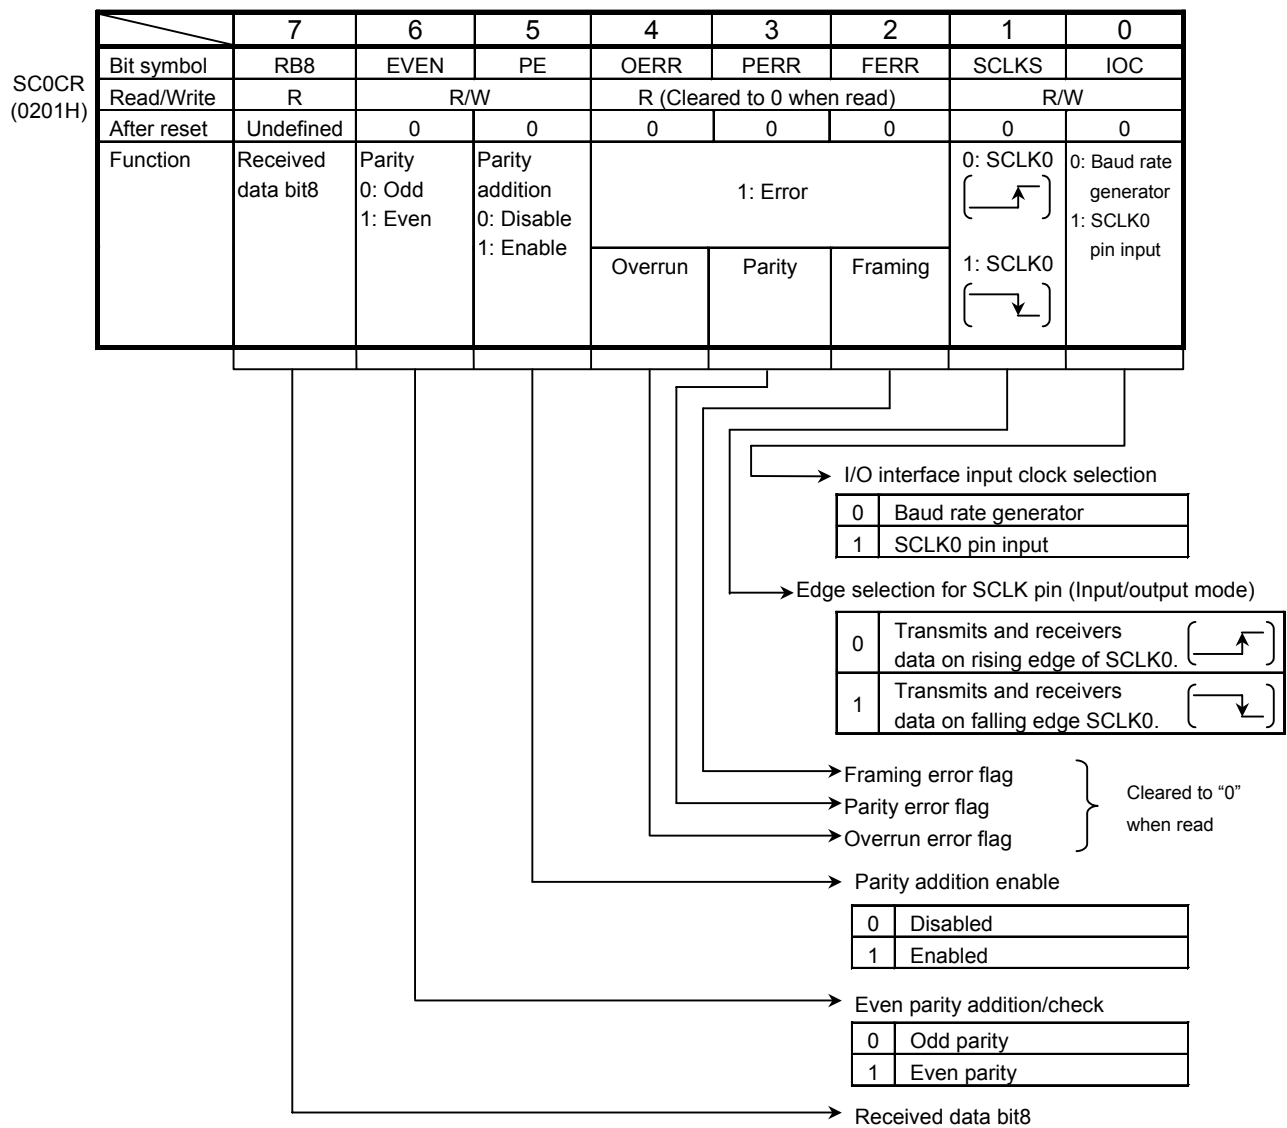 7 6 5 4 3 2 1 0
SC0CR
(0201H)
Bit symbol RB8 EVEN PE OERR PERR FERR SCLKS IOC
Read/Write R R/W R (Cleared to 0 when read) R/W
After reset Undefined 0 0 0 0 0 0 0
Function
Received
data bit8
Parity
0: Odd
1: Even
Parity
addition
0: Disable
1: Enable
1: Error
Overrun Parity Framing
0: SCLK0
1: SCLK0
0: Baud rate
generator
1: SCLK0
pin input
I/O interface input clock selection
0 Baud rate generator
1 SCLK0 pin input
Edge selection for SCLK pin (Input/output mode)
0 Transmits and receivers
data on rising edge of SCLK0.
1 Transmits and receivers
data on falling edge SCLK0.
Framing error flag
Parity error flag
Overrun error flag
Cleared to “0”
when read
Parity addition enable
0 Disabled
1 Enabled
Even parity addition/check
0 Odd parity
1 Even parity
Received data bit8